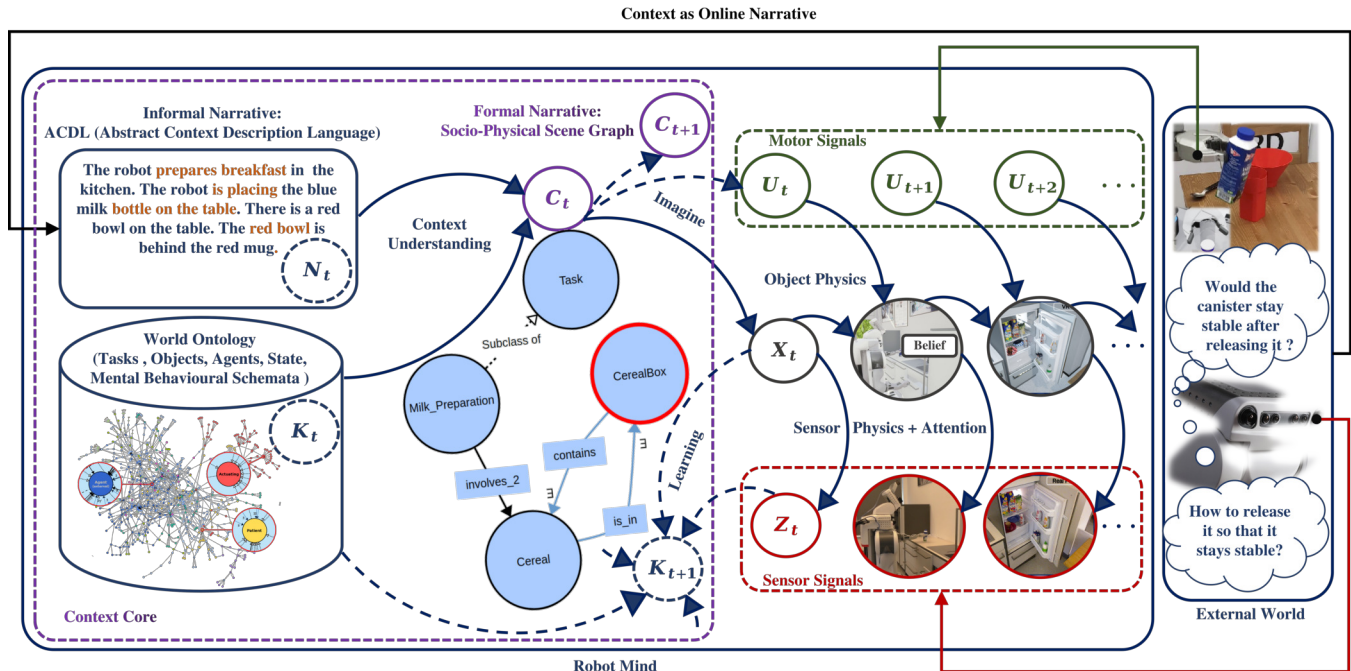 Context as Online Narrative
Informal Narrative:
ACDL (Abstract Context Description Language)
The robot prepares breakfast in the
kitchen. The robot is placing the blue
milk bottle on the table. There is a red
bowl on the table. The red bowl is
behind the red mug.
N_t
World Ontology
(Tasks , Objects, Agents, State,
Mental Behavioural Schemata )
K_t
Agent
Actuating
Patient
Context Core
Formal Narrative:
Socio-Physical Scene Graph
C_{t+1}
C_t
Context
Understanding
Imagine
Task
Subclass of
Milk_Preparation
CerealBox
involves_2
contains
∃
∃
is_in
Cereal
Learning
K_{t+1}
Motor Signals
U_t
U_{t+1}
U_{t+2}
. . . .
Object Physics
X_t
Belief
. . . .
Sensor
Physics + Attention
Z_t
. . . .
Sensor Signals
Robot Mind
Would the
canister stay
stable after
releasing it ?
How to release
it so that it
stays stable?
External World